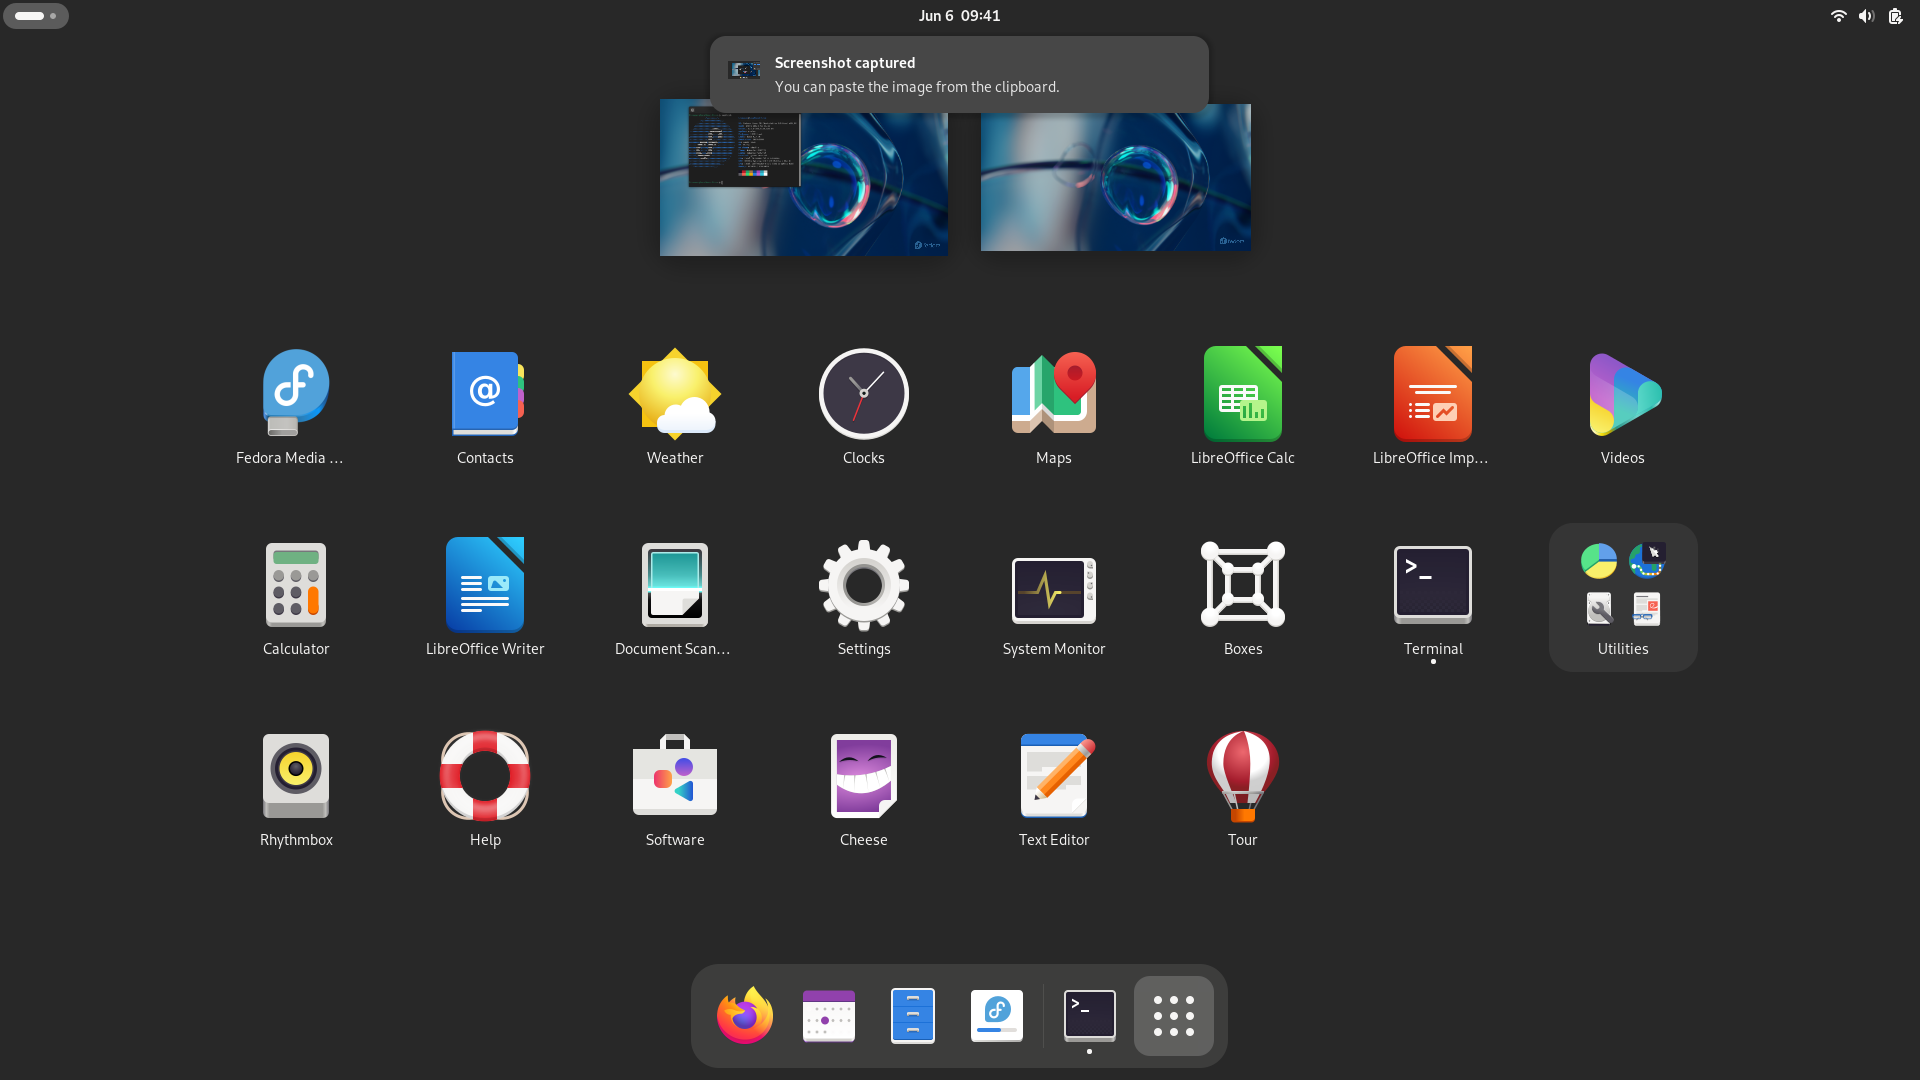 Jun 6 09:41
Screenshot captured
You can paste the image from the clipboard.
Fedora Media ...
Contacts
Weather
Clocks
Maps
LibreOffice Calc
LibreOffice Imp...
Videos
Calculator
LibreOffice Writer
Document Scan...
Settings
System Monitor
Boxes
Terminal
Utilities
Rhythmbox
Help
Software
Cheese
Text Editor
Tour